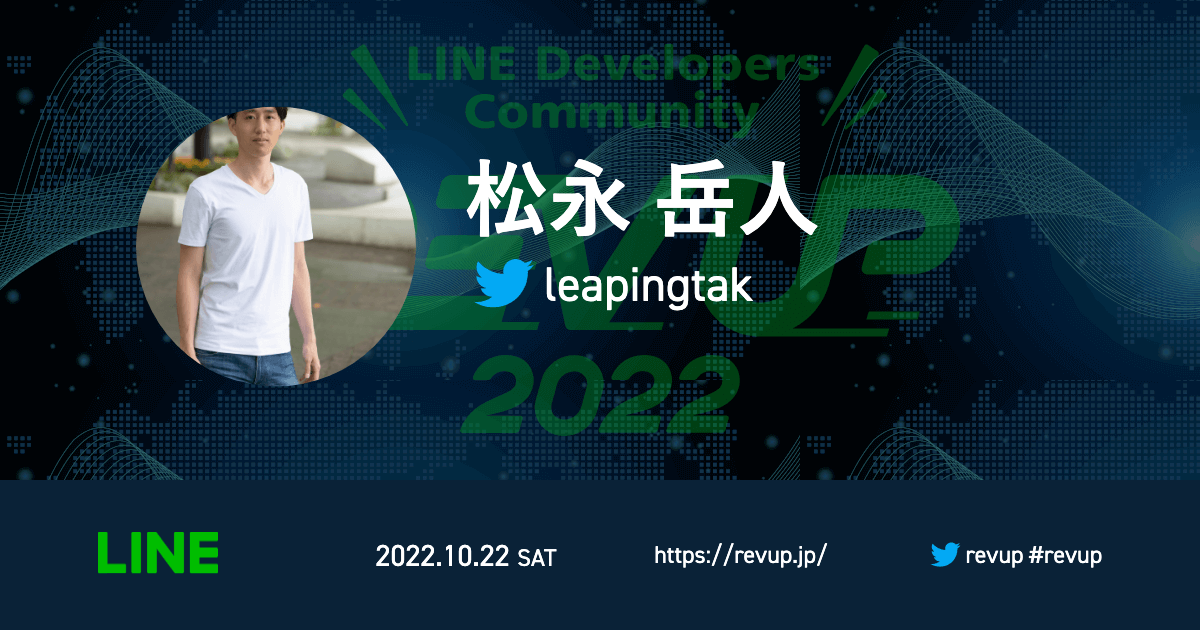 LINE Developers
Community
REVUP
2022
松永 岳人
leapingtak
LINE
2022.10.22 SAT
https://revup.jp/
revup #revup